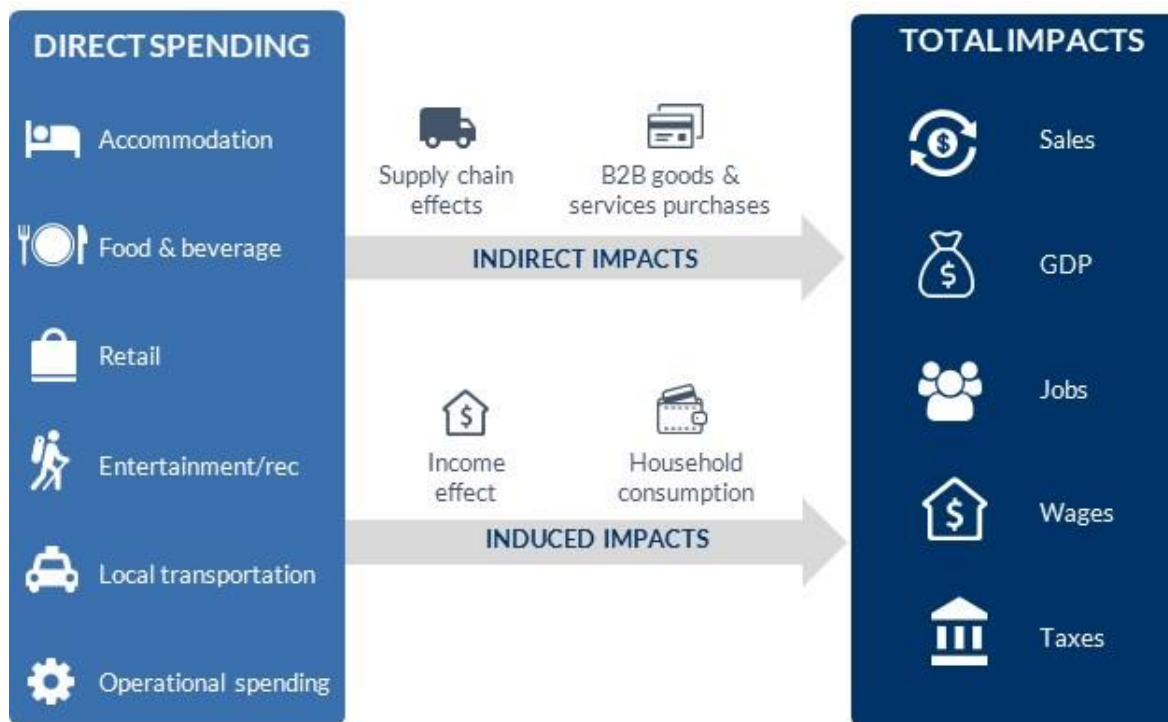 DIRECT SPENDING
Accommodation
Food & beverage
Retail
Entertainment/rec
Local transportation
Operational spending
Supply chain
effects
B2B goods &
services purchases
INDIRECT IMPACTS
$
Income
effect
Household
consumption
INDUCED IMPACTS
TOTAL IMPACTS
$
Sales
$
GDP
Jobs
$
Wages
Taxes